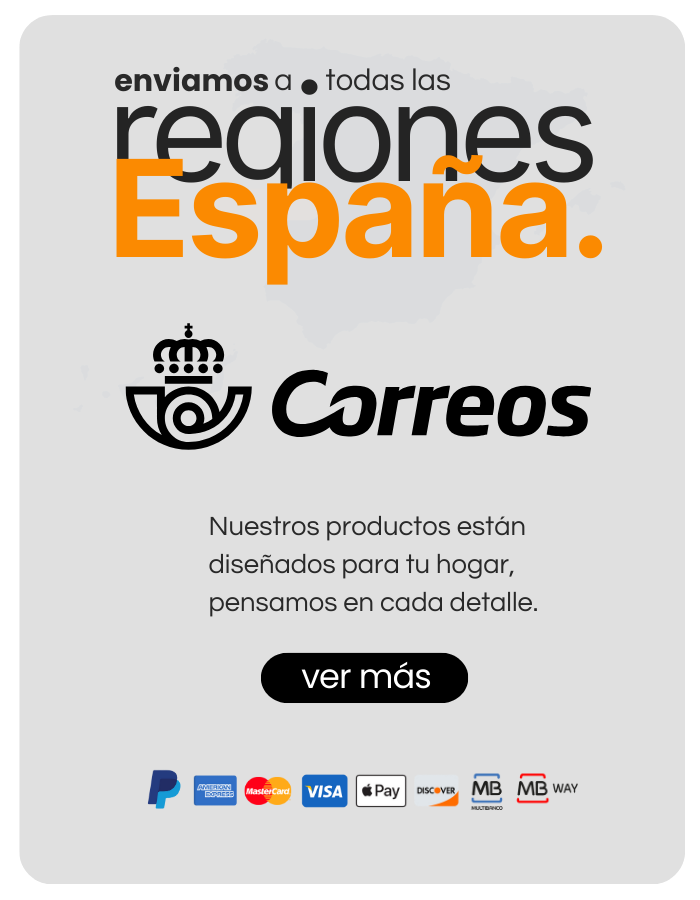 enviamos a todas las
regiones
España.
Correos
Nuestros productos están
diseñados para tu hogar,
pensamos en cada detalle.
ver más
AMERICAN EXPRESS MasterCard VISA Pay DISCOVER MB MULTIBANCO MB WAY